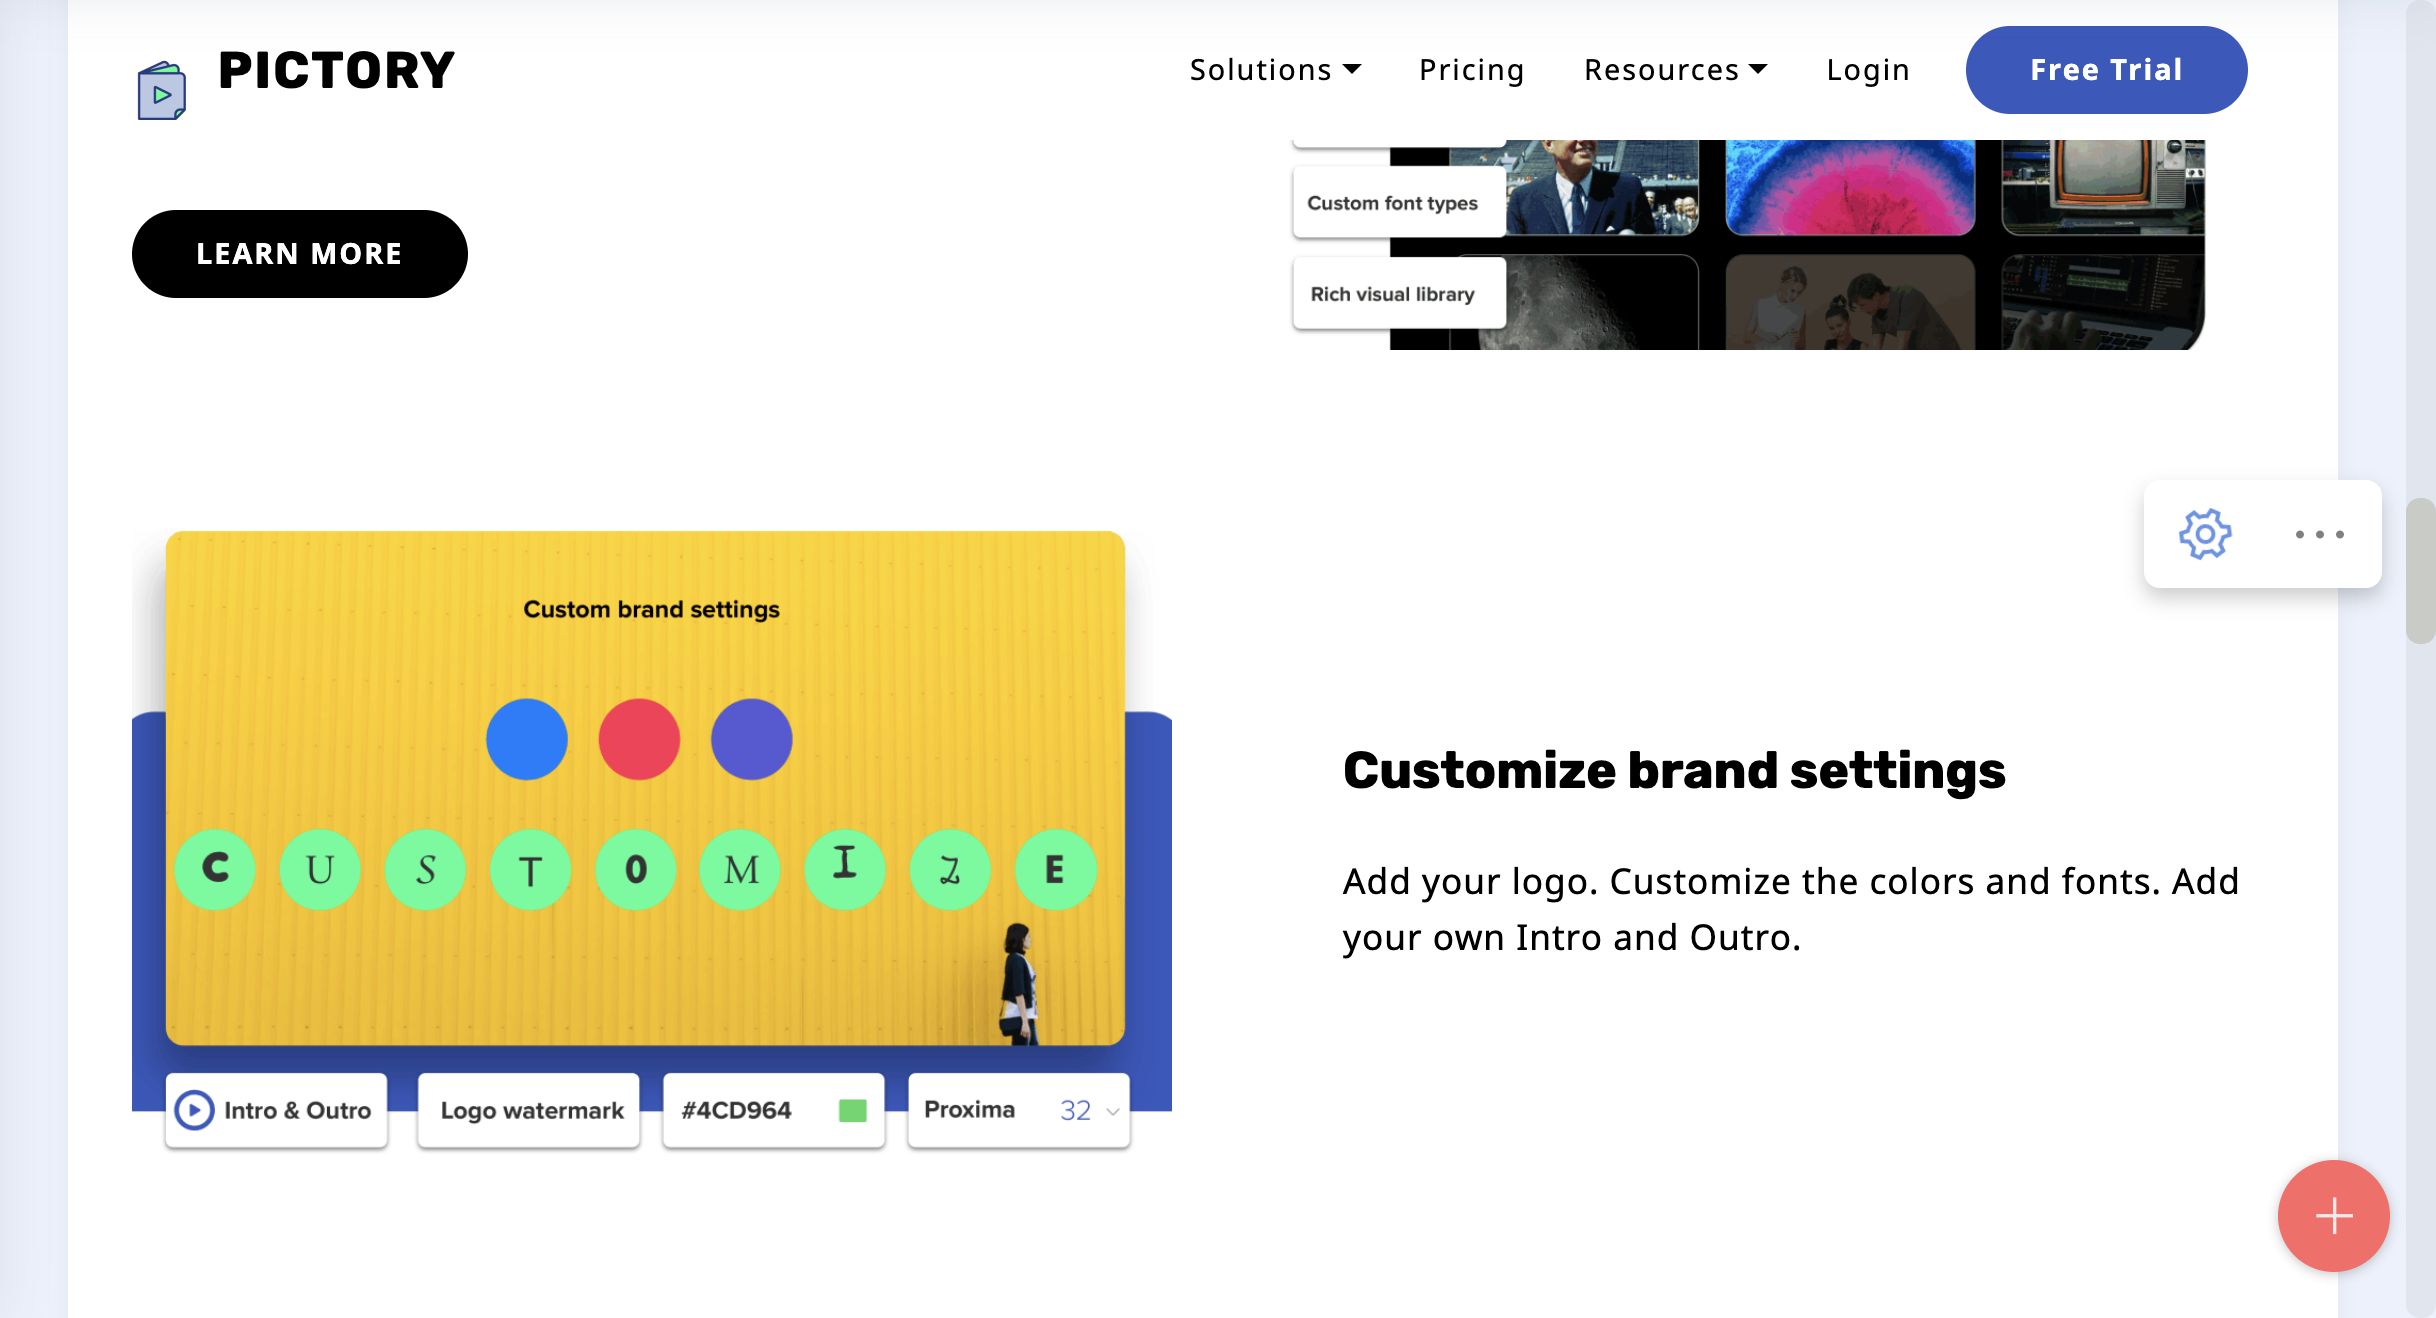 PICTORY
Solutions
Pricing
Resources
Login
Free Trial
LEARN MORE
Custom font types
Rich visual library
Custom brand settings
C U S T O M I Z E
Intro & Outro
Logo watermark
#4CD964
Proxima 32
Customize brand settings
Add your logo. Customize the colors and fonts. Add
your own Intro and Outro.